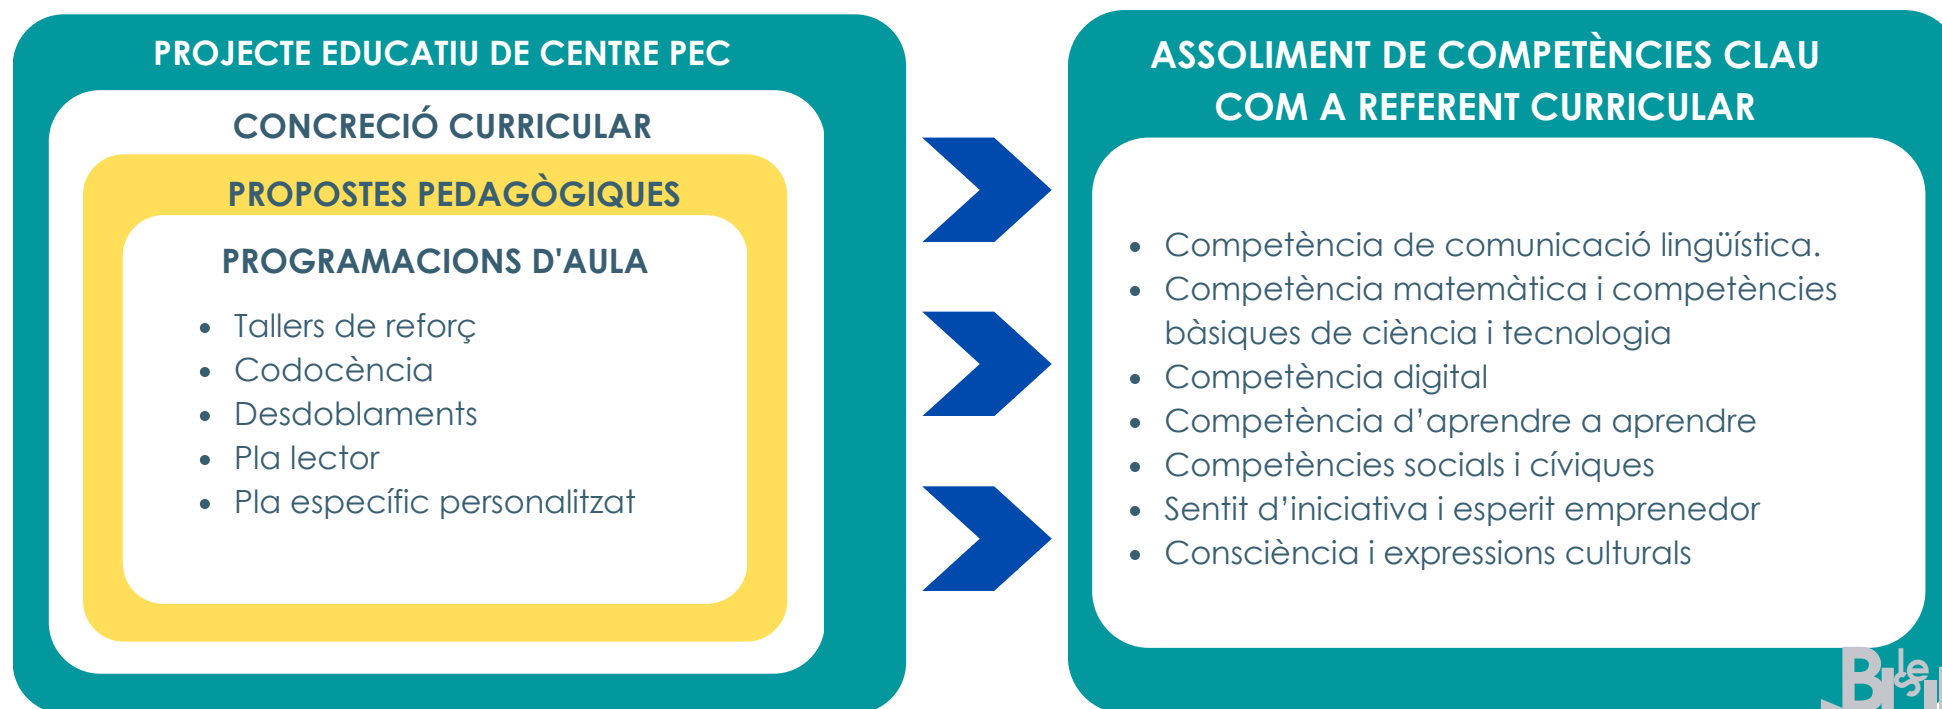 PROJECTE EDUCATIU DE CENTRE PEC
CONCRECIÓ CURRICULAR
PROPOSTES PEDAGÒGIQUES
PROGRAMACIONS D'AULA
• Tallers de reforç
• Codocència
• Desdoblaments
• Pla lector
• Pla específic personalitzat
ASSOLIMENT DE COMPETÈNCIES CLAU
COM A REFERENT CURRICULAR
• Competència de comunicació lingüística.
• Competència matemàtica i competències
bàsiques de ciència i tecnologia
• Competència digital
• Competència d’aprendre a aprendre
• Competències socials i cíviques
• Sentit d’iniciativa i esperit emprenedor
• Consciència i expressions culturals